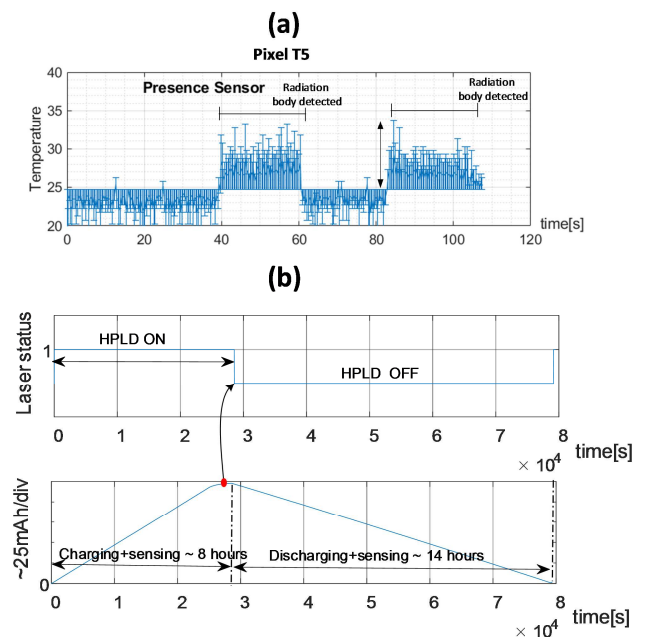 (a)
Pixel T5
40
Presence Sensor
Radiation
body detected
Radiation
body detected
35
30
25
20
Temperature
0 20 40 60 80 100 120
time[s]
(b)
Laser status
1
HPLD ON
HPLD OFF
0 1 2 3 4 5 6 7 8
time[s]
× 10⁴
~25mAh/div
Charging+sensing ~ 8 hours
Discharging+sensing ~ 14 hours
0
0 1 2 3 4 5 6 7 8
time[s]
× 10⁴